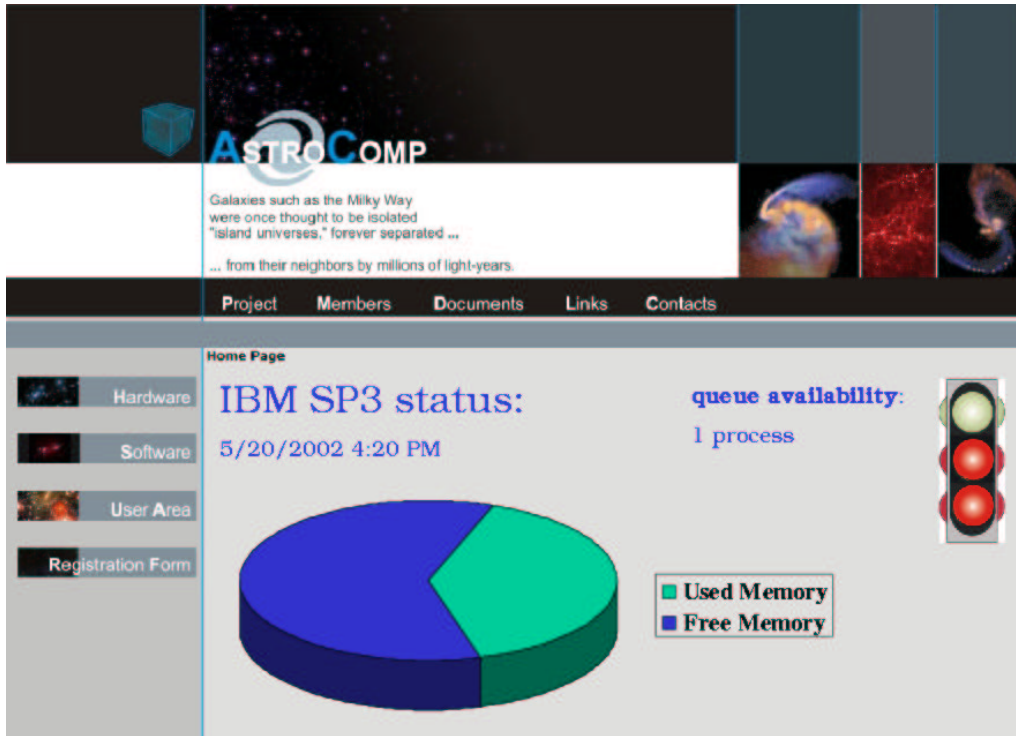 ASTROCOMP
Galaxies such as the Milky Way
were once thought to be isolated
"island universes," forever separated ...
... from their neighbors by millions of light-years.
Project Members Documents Links Contacts
Home Page
Hardware
Software
User Area
Registration Form
IBM SP3 status:
5/20/2002 4:20 PM
queue availability:
1 process
Used Memory
Free Memory